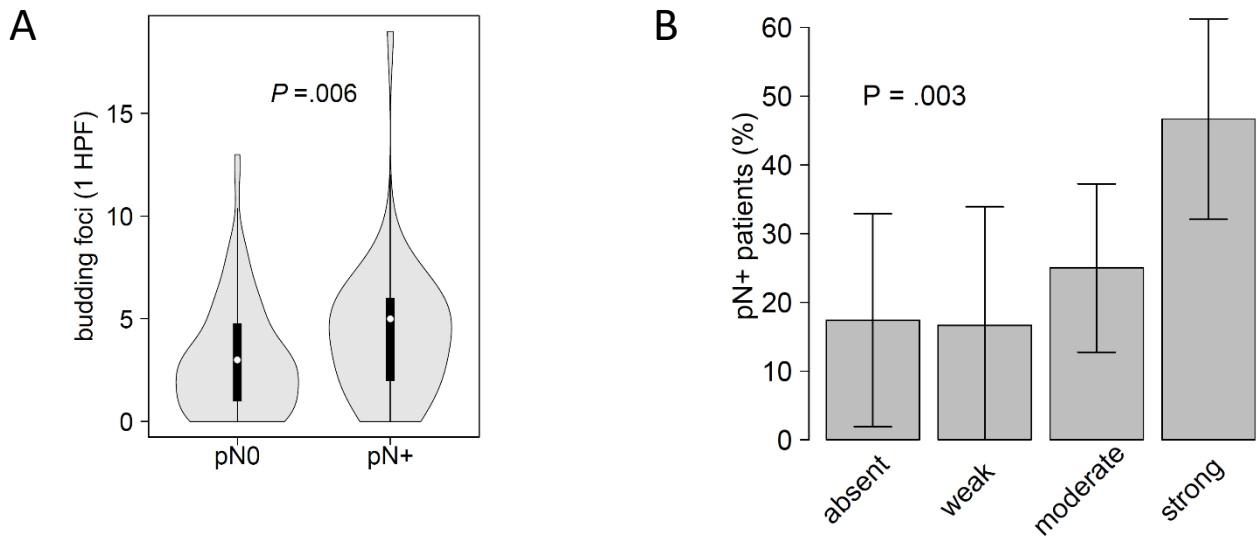 A
budding foci (1 HPF)
15
10
5
0
P =.006
pN0
pN+
B
pN+ patients (%)
60
50
40
30
20
10
0
P = .003
absent
weak
moderate
strong